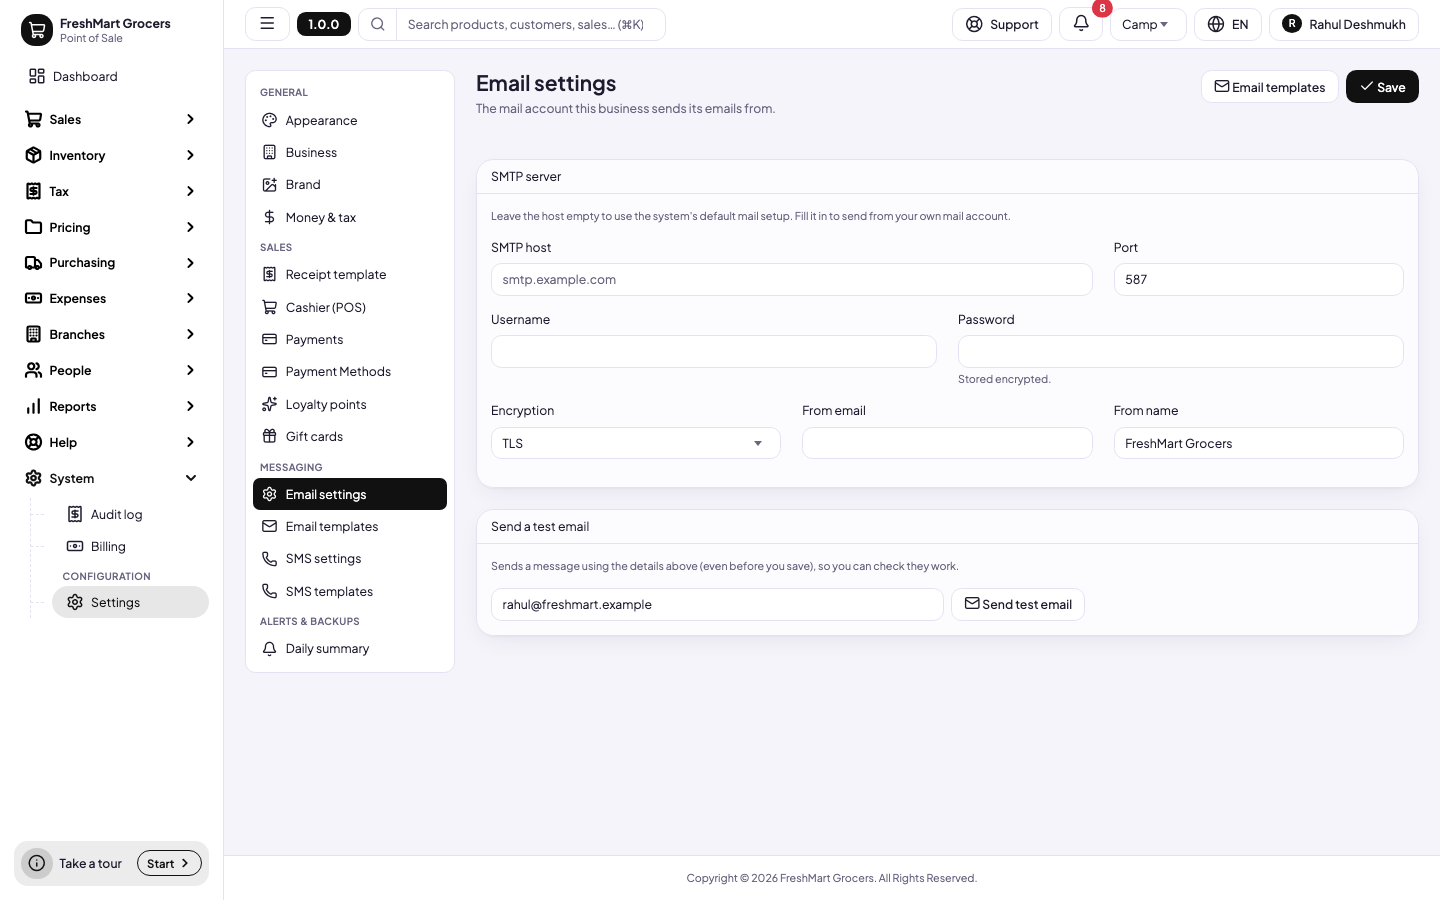 FreshMart Grocers
Point of Sale
Dashboard
Sales
Inventory
Tax
Pricing
Purchasing
Expenses
Branches
People
Reports
Help
System
Audit log
Billing
CONFIGURATION
Settings
Take a tour
Start
1.0.0
Search products, customers, sales... (⌘K)
Support
8
Camp
EN
R
Rahul Deshmukh
GENERAL
Appearance
Business
Brand
Money & tax
SALES
Receipt template
Cashier (POS)
Payments
Payment Methods
Loyalty points
Gift cards
MESSAGING
Email settings
Email templates
SMS settings
SMS templates
ALERTS & BACKUPS
Daily summary
Email settings
The mail account this business sends its emails from.
Email templates
Save
SMTP server
Leave the host empty to use the system's default mail setup. Fill it in to send from your own mail account.
SMTP host
Port
smtp.example.com
587
Username
Password
Stored encrypted.
Encryption
From email
From name
TLS
FreshMart Grocers
Send a test email
Sends a message using the details above (even before you save), so you can check they work.
rahul@freshmart.example
Send test email
Copyright © 2026 FreshMart Grocers. All Rights Reserved.